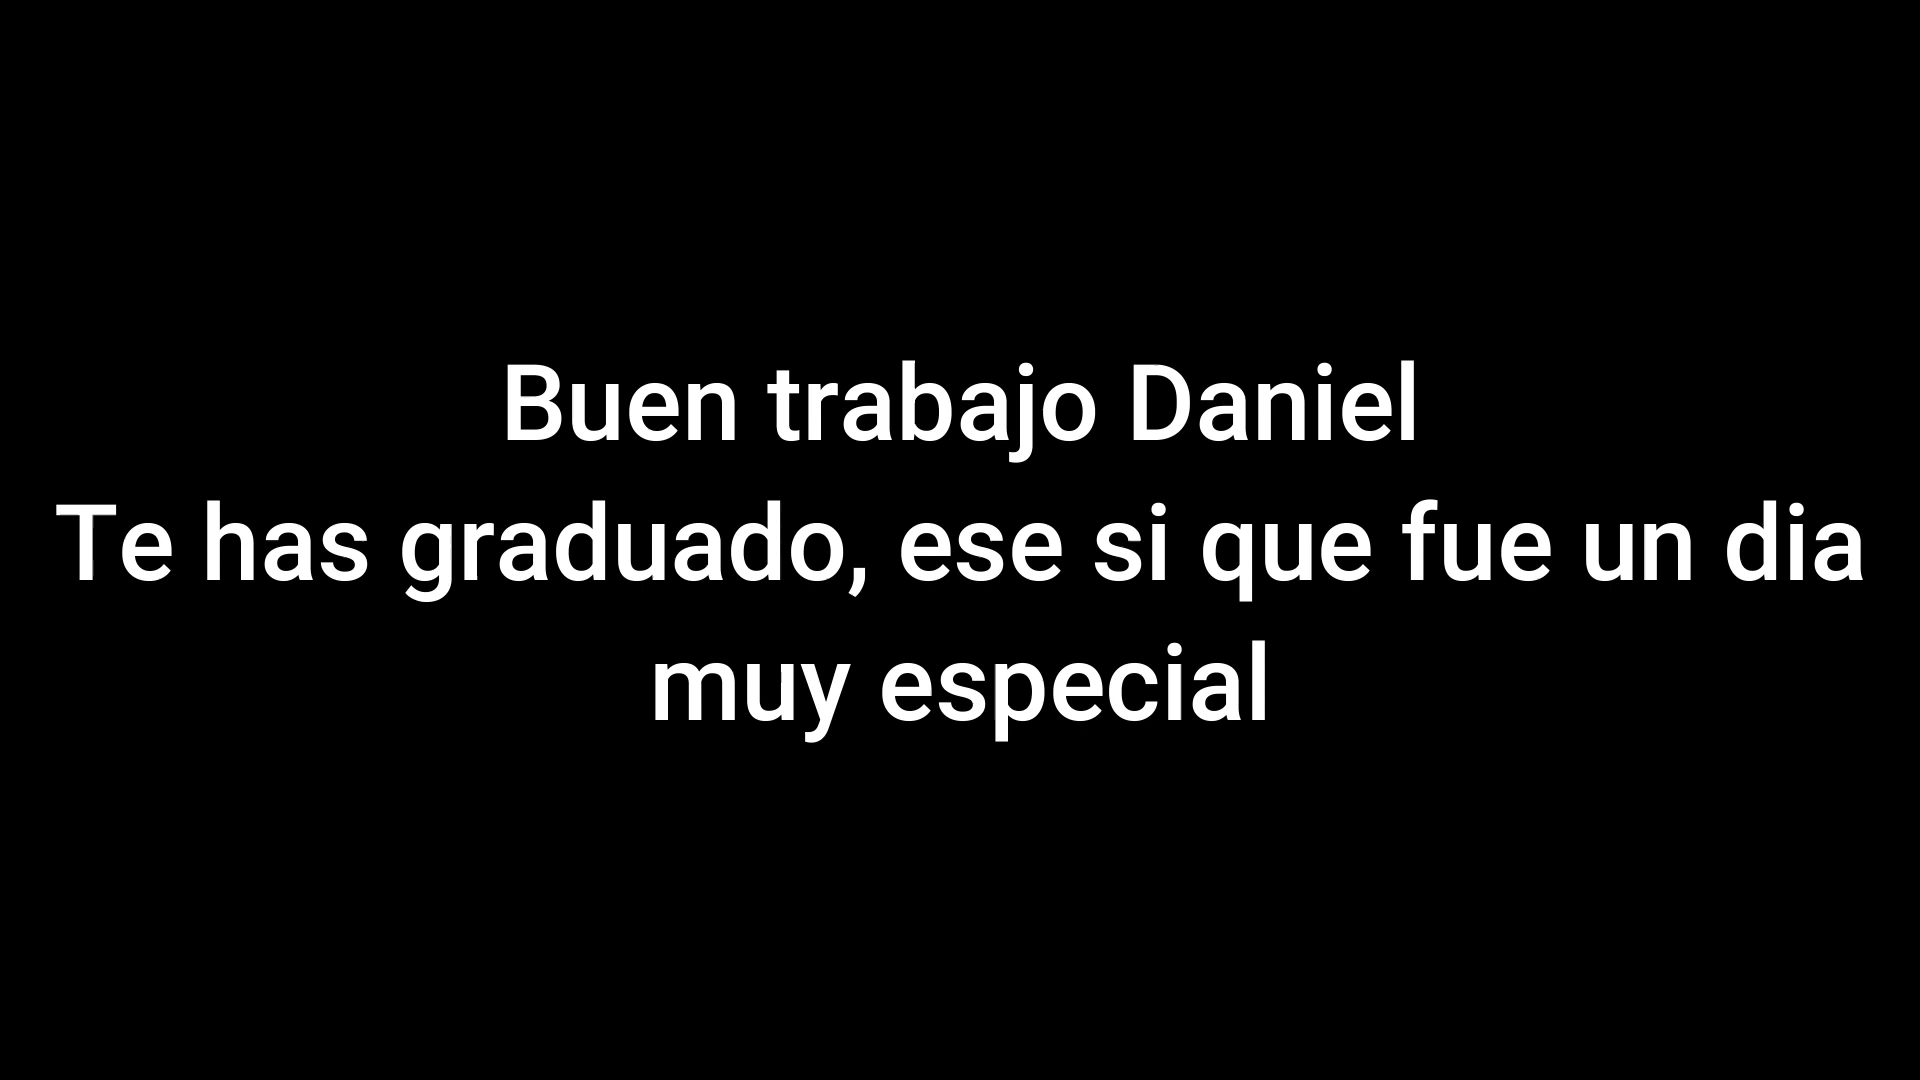 Buen trabajo Daniel
Te has graduado, ese si que fue un dia
muy especial